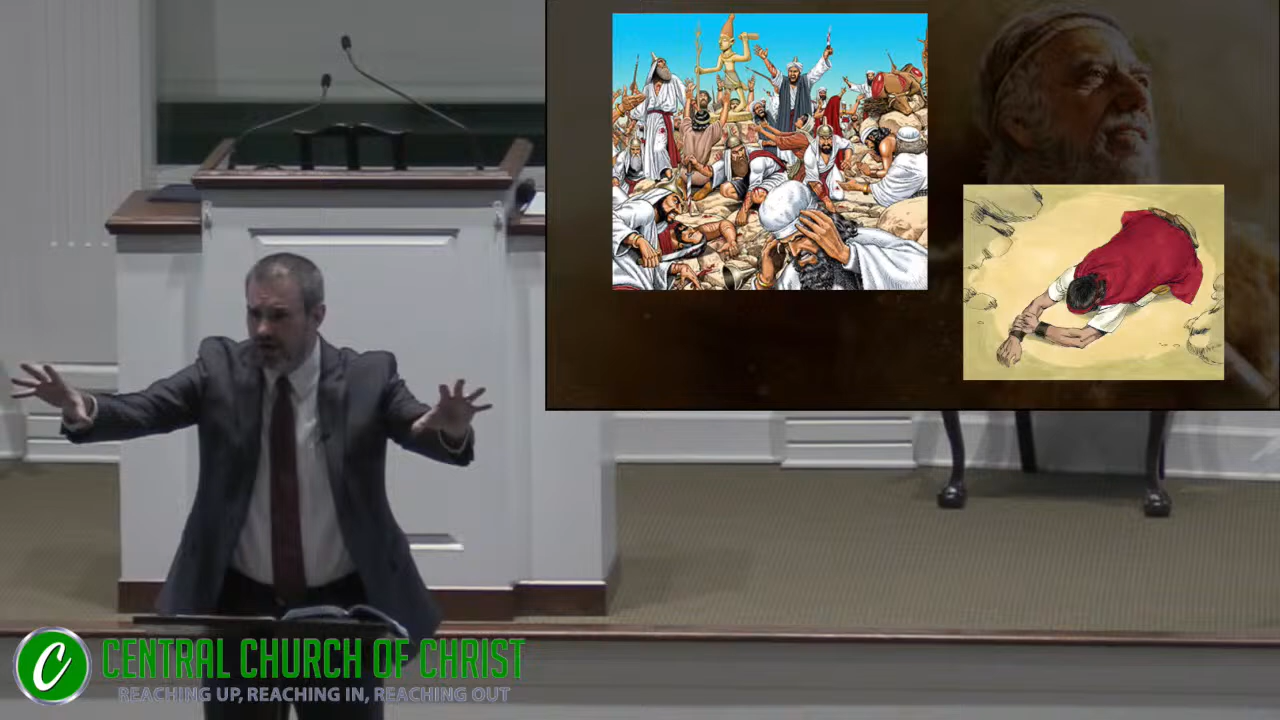 C
CENTRAL CHURCH OF CHRIST
REACHING UP, REACHING IN, REACHING OUT